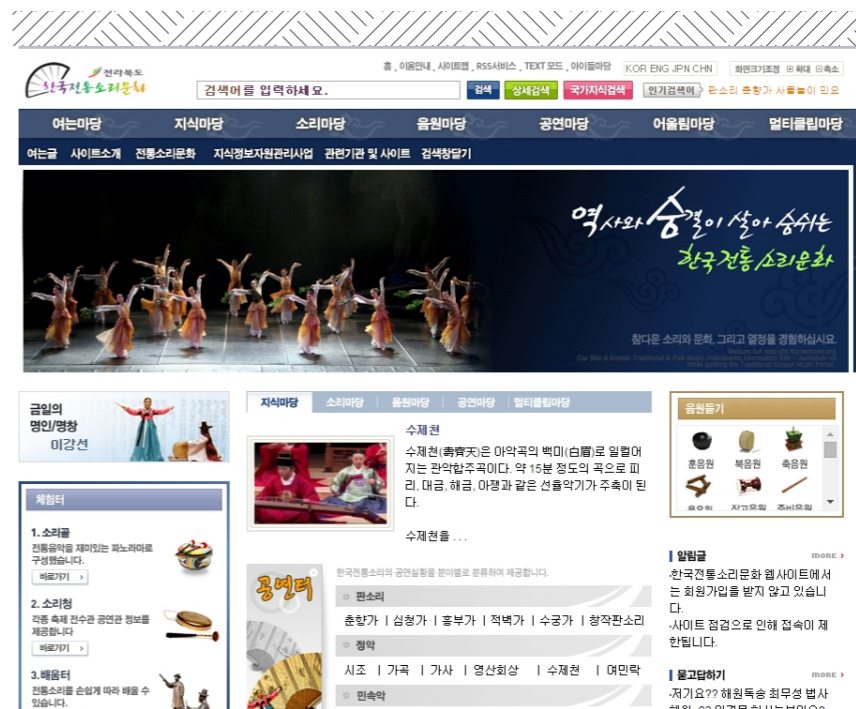 전라북도
한국전통소리문화
홈 , 이용안내 , 사이트맵 , RSS서비스 , TEXT 모드 , 아이들마당
KOR ENG JPN CHN
화면크기조정 확대 축소
검색어를 입력하세요.
검색
상세검색
국가지식검색
인기검색어
판소리 춘향가 사물놀이 민요
여는마당 지식마당 소리마당 음원마당 공연마당 어울림마당 멀티클립마당
여는글 사이트소개 전통소리문화 지식정보자원관리사업 관련기관 및 사이트 검색창달기
역사와 숨결이 살아 숨쉬는
한국전통소리문화
참다운 소리와 문화, 그리고 열정을 경험하십시요.
금일의
명인/명창
이강선
지식마당 소리마당 음원마당 공연마당 멀티클립마당
수제천
수제천(壽齊天)은 아악곡의 백미(白眉)로 일컬어
지는 관악합주곡이다. 약 15분 정도의 곡으로 피
리, 대금, 해금, 아쟁과 같은 선율악기가 주축이 된
다.
수제천을 . . .
음원듣기
훈음원 북음원 축음원
장고음원 준비음원
체험터
1. 소리골
전통음악을 재미있는 파노라마로
구성했습니다.
바로가기
2. 소리청
각종 축제 전수관 공연관 정보를
제공합니다
바로가기
3.배움터
전통소리를 손쉽게 따라 배울 수
있습니다.
공연터
한국전통소리의 공연실황을 분야별로 분류하여 제공합니다.
판소리
춘향가 | 심청가 | 흥부가 | 적벽가 | 수궁가 | 창작판소리
정악
시조 | 가곡 | 가사 | 영산회상 | 수제천 | 여민락
민속악
알림글 more
·한국전통소리문화 웹사이트에서
는 회원가입을 받지 않고 있습니
다.
·사이트 점검으로 인해 접속이 제
한됩니다.
묻고답하기 more
·저기요?? 해원독송 최무성 법사